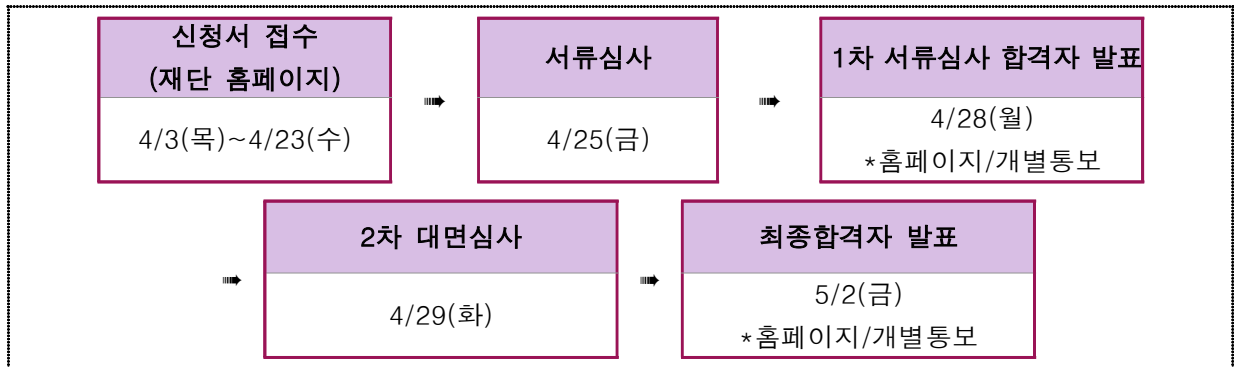 신청서 접수
(재단 홈페이지)
4/3(목)~4/23(수)
서류심사
4/25(금)
1차 서류심사 합격자 발표
4/28(월)
*홈페이지/개별통보
2차 대면심사
4/29(화)
최종합격자 발표
5/2(금)
*홈페이지/개별통보